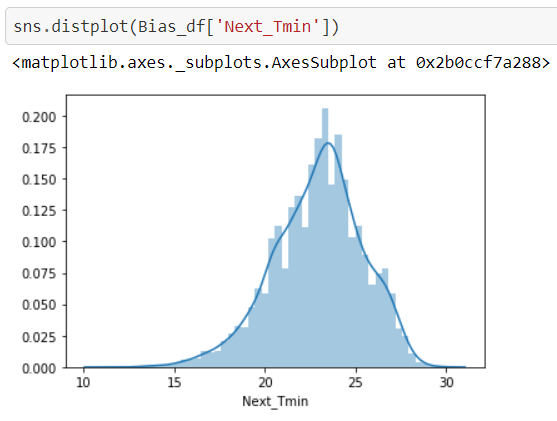 sns.distplot(Bias_df['Next_Tmin'])
<matplotlib.axes._subplots.AxesSubplot at 0x2b0ccf7a288>
0.200
0.175
0.150
0.125
0.100
0.075
0.050
0.025
0.000
10 15 20 25 30
Next_Tmin